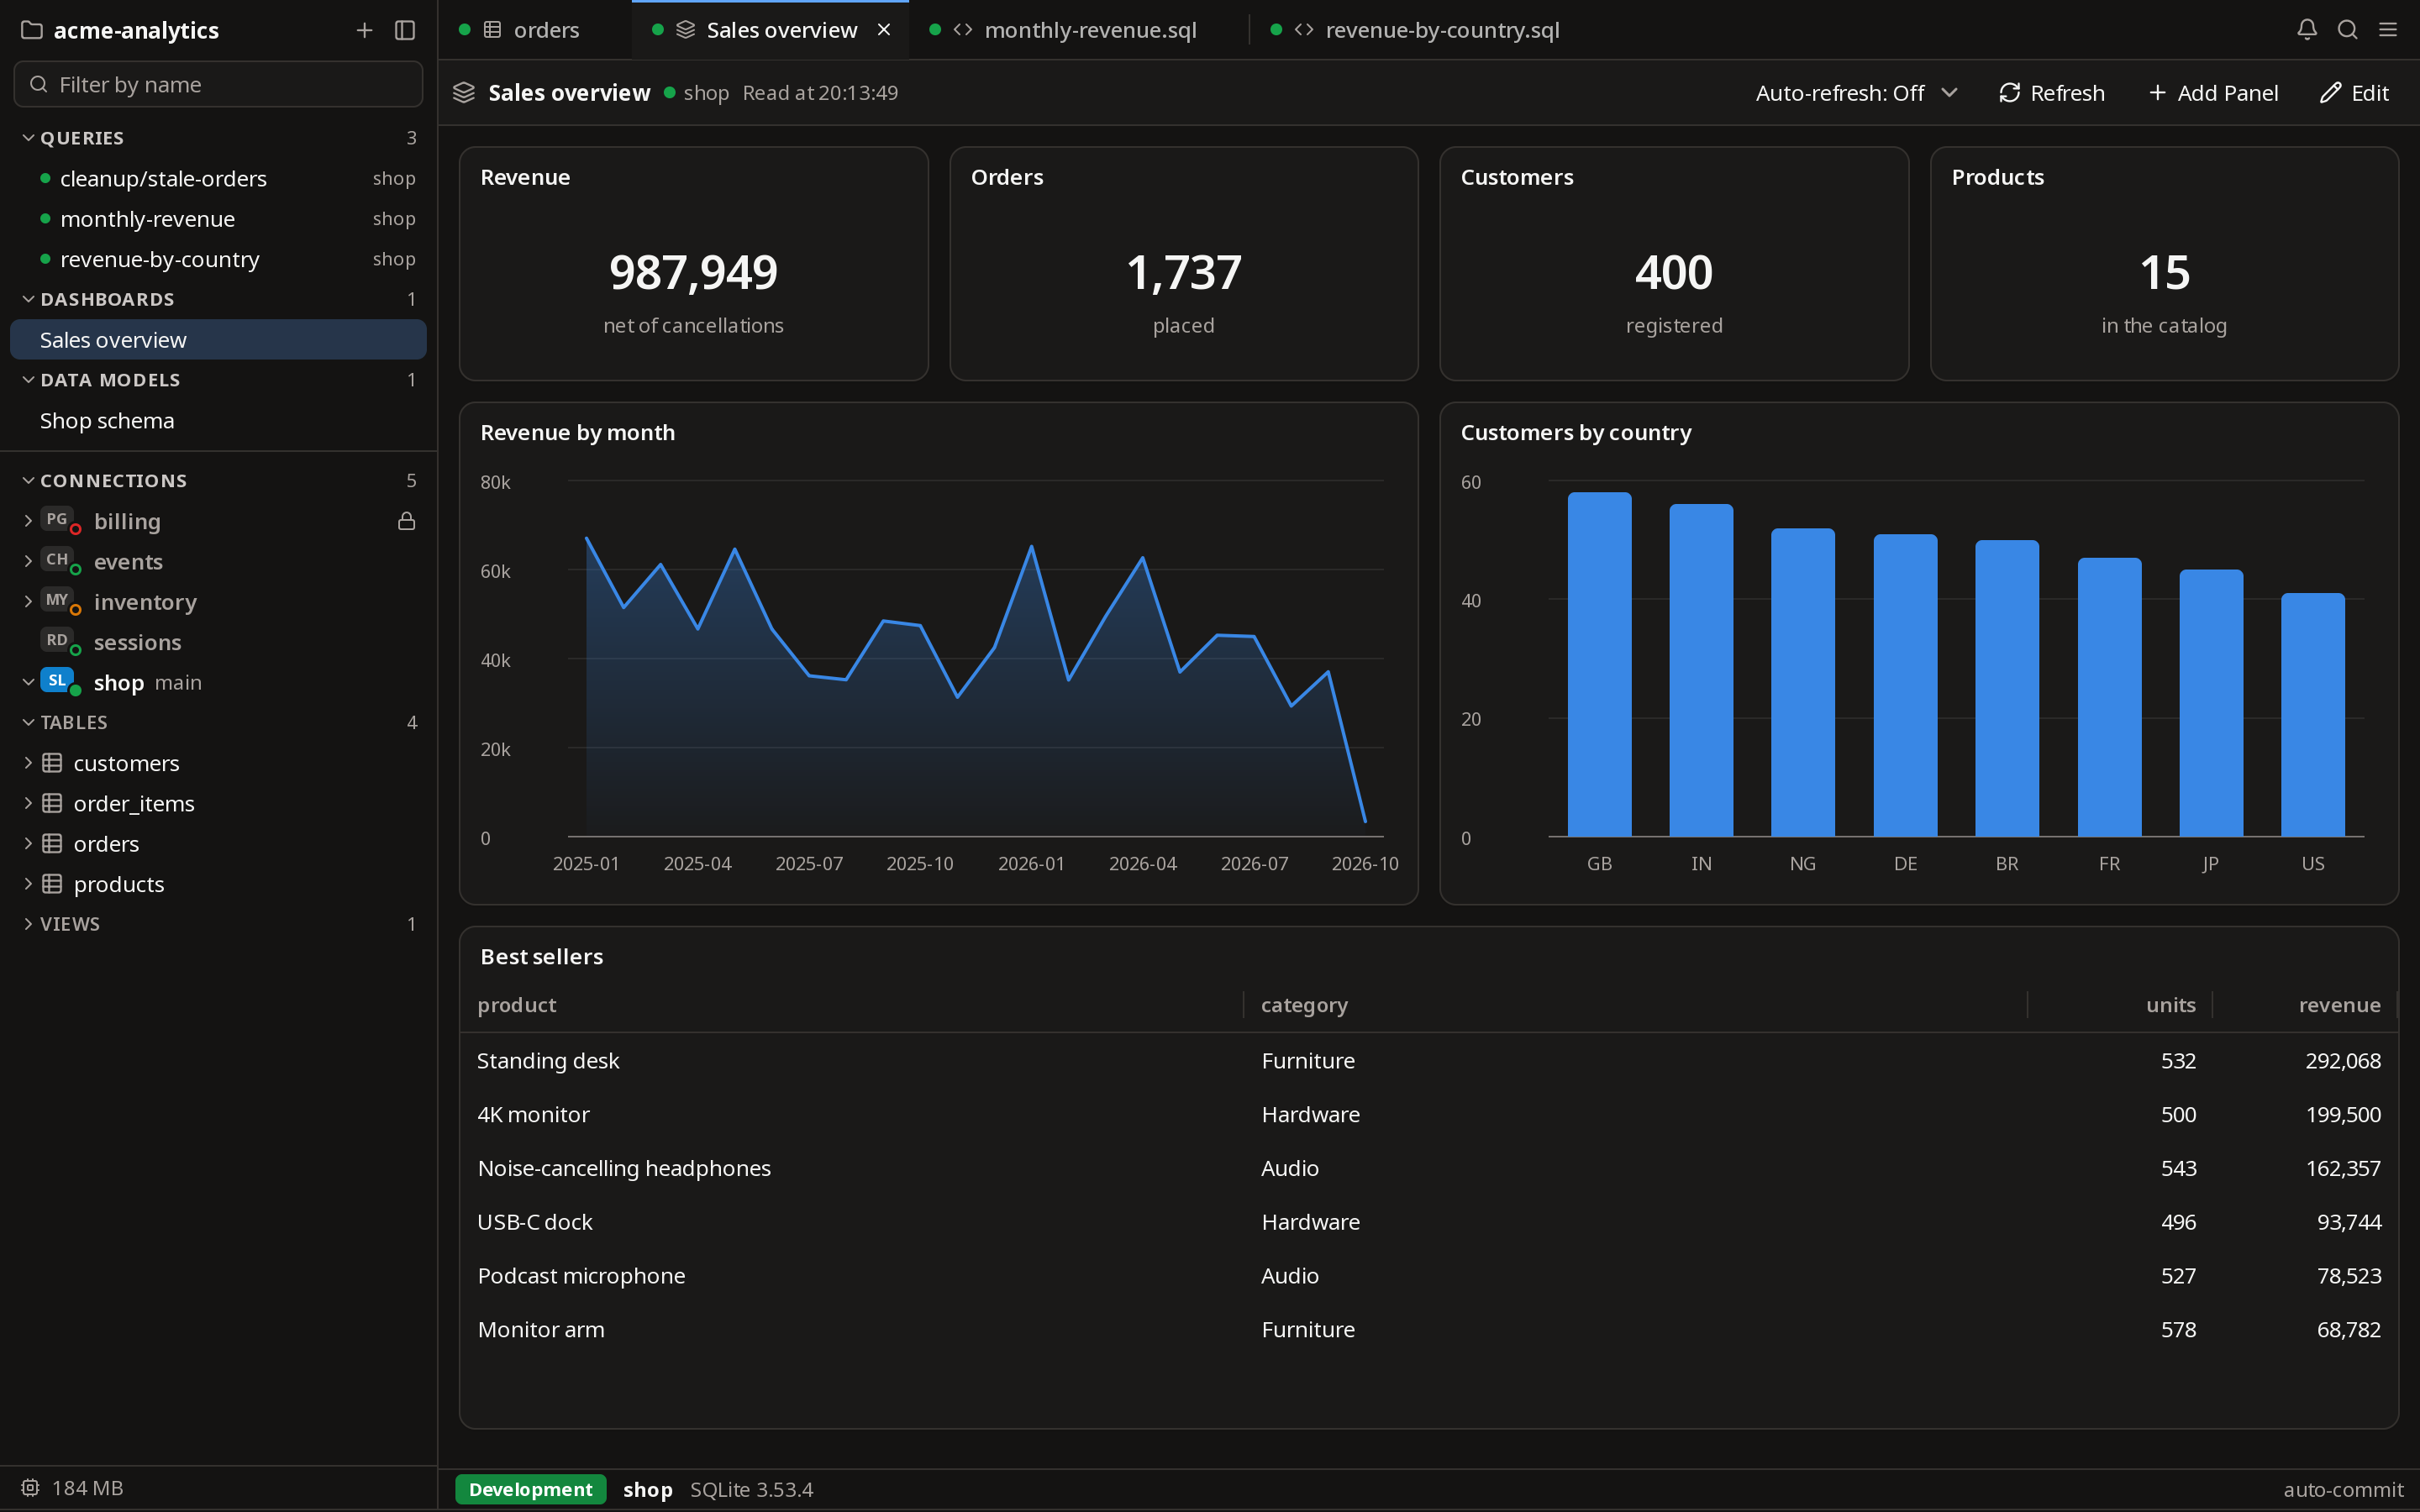 acme-analytics
Filter by name
QUERIES 3
cleanup/stale-orders shop
monthly-revenue shop
revenue-by-country shop
DASHBOARDS 1
Sales overview
DATA MODELS 1
Shop schema
CONNECTIONS 5
PG billing
CH events
MY inventory
RD sessions
SL shop main
TABLES 4
customers
order_items
orders
products
VIEWS 1
184 MB
orders Sales overview monthly-revenue.sql revenue-by-country.sql
Sales overview shop Read at 20:13:49 Auto-refresh: Off Refresh Add Panel Edit
Revenue
987,949
net of cancellations
Orders
1,737
placed
Customers
400
registered
Products
15
in the catalog
Revenue by month
80k
60k
40k
20k
0
2025-01 2025-04 2025-07 2025-10 2026-01 2026-04 2026-07 2026-10
Customers by country
60
40
20
0
GB IN NG DE BR FR JP US
Best sellers
product category units revenue
Standing desk Furniture 532 292,068
4K monitor Hardware 500 199,500
Noise-cancelling headphones Audio 543 162,357
USB-C dock Hardware 496 93,744
Podcast microphone Audio 527 78,523
Monitor arm Furniture 578 68,782
Development shop SQLite 3.53.4 auto-commit